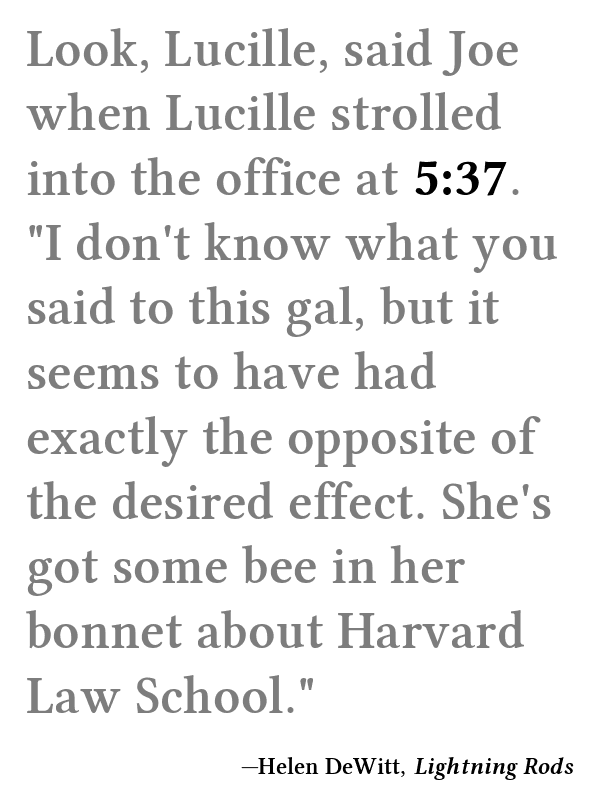 Look, Lucille, said Joe
when Lucille strolled
into the office at 5:37.
"I don't know what you
said to this gal, but it
seems to have had
exactly the opposite of
the desired effect. She's
got some bee in her
bonnet about Harvard
Law School."
—Helen DeWitt, Lightning Rods